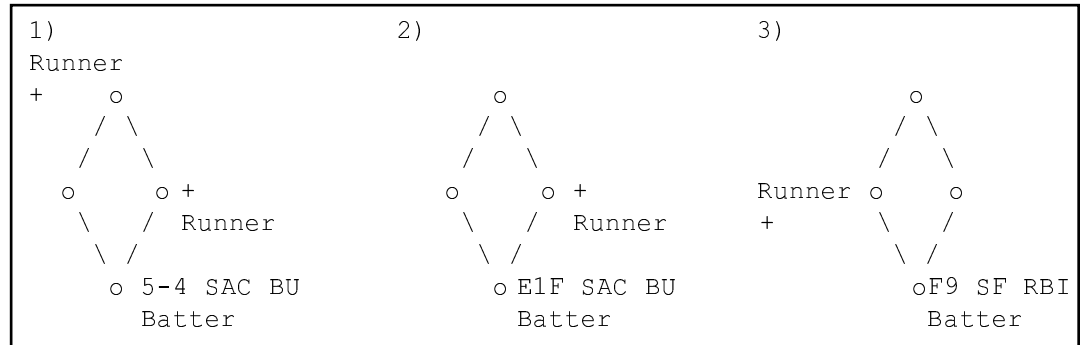 1) 2) 3)
Runner
+ o o o
/ \ / \ / \
/ \ / \ / \
o o + o o + Runner o o
\ / Runner \ / Runner + \ /
\ / \ / \ /
o 5-4 SAC BU o E1F SAC BU oF9 SF RBI
Batter Batter Batter